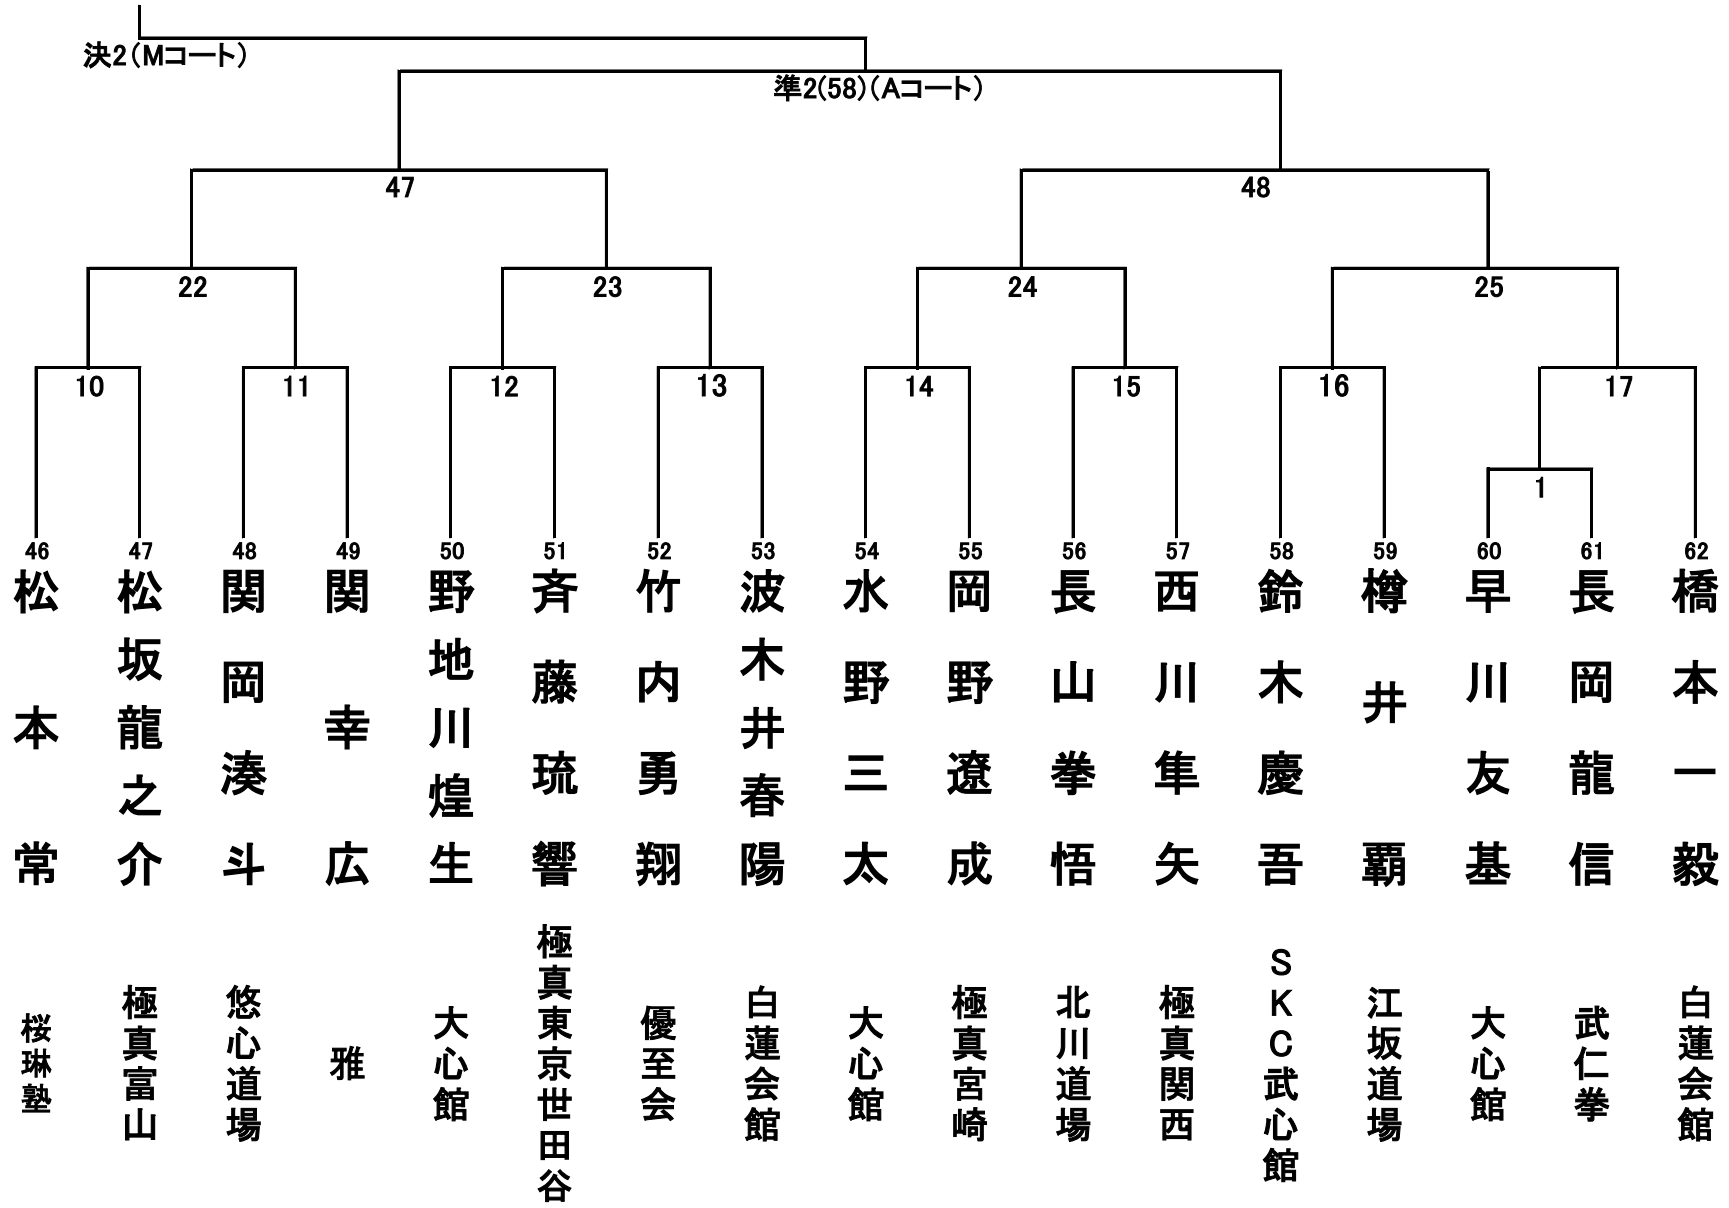 決2(Mコート)
準2(58)(Aコート)
47
48
22
23
24
25
10
11
12
13
14
15
16
17
1
46
松本常
桜琳塾
47
松坂龍之介
極真富山
48
関岡湊斗
悠心道場
49
関幸広
雅
50
野地川煌生
大心館
51
斉藤琉響
極真東京世田谷
52
竹内勇翔
優至会
53
波木井春陽
白蓮会館
54
水野三太
大心館
55
岡野遼成
極真宮崎
56
長山拳悟
北川道場
57
西川隼矢
極真関西
58
鈴木慶吾
SKC武心館
59
樽井覇
江坂道場
60
早川友基
大心館
61
長岡龍信
武仁拳
62
橋本一毅
白蓮会館